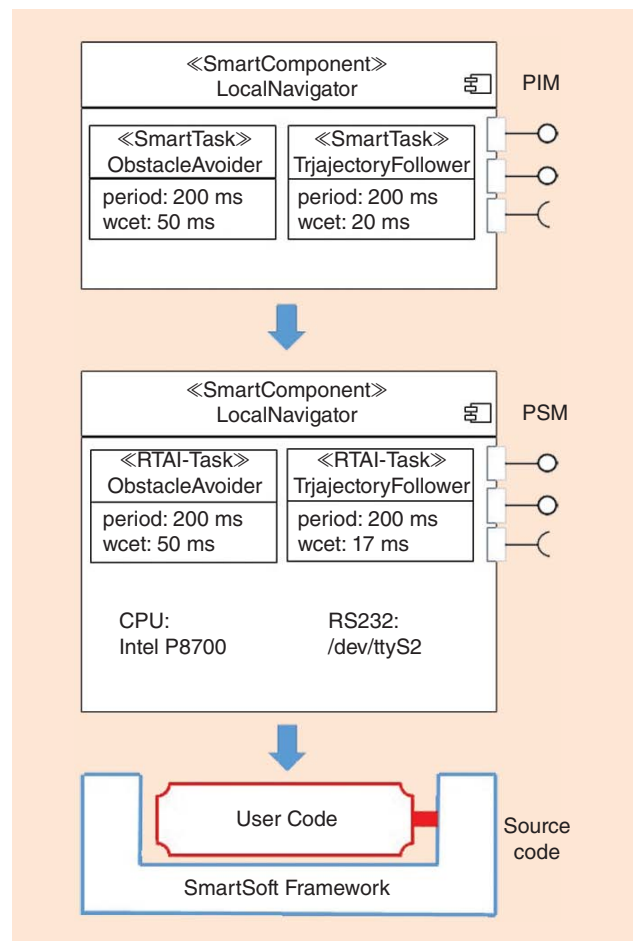 ≪SmartComponent≫
LocalNavigator
PIM
≪SmartTask≫
ObstacleAvoider
period: 200 ms
wcet: 50 ms
≪SmartTask≫
TrjajectoryFollower
period: 200 ms
wcet: 20 ms
≪SmartComponent≫
LocalNavigator
PSM
≪RTAI-Task≫
ObstacleAvoider
period: 200 ms
wcet: 50 ms
≪RTAI-Task≫
TrjajectoryFollower
period: 200 ms
wcet: 17 ms
CPU:
Intel P8700
RS232:
/dev/ttyS2
User Code
SmartSoft Framework
Source
code